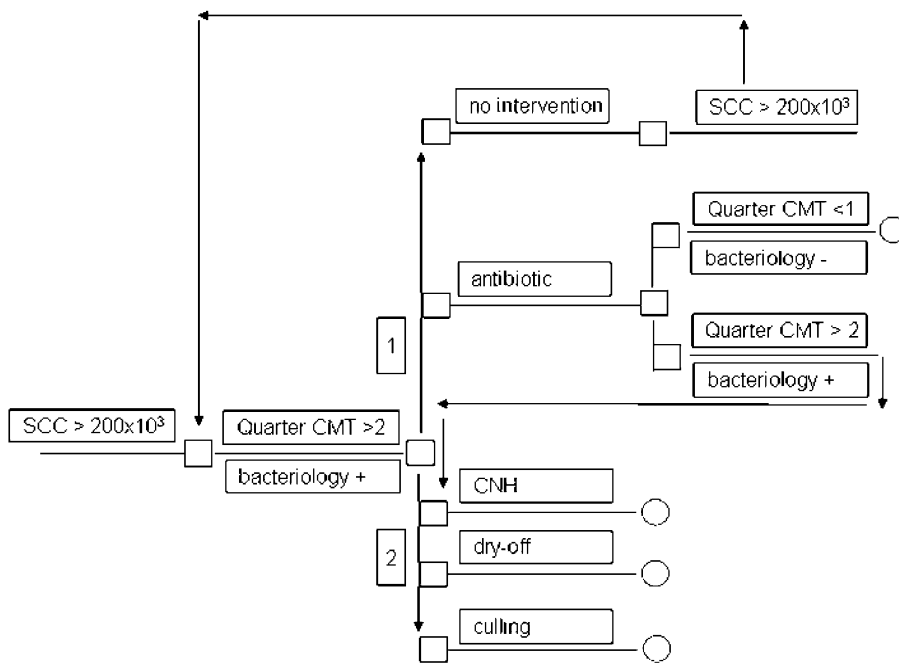 no intervention
SCC > 200x10³
Quarter CMT <1
bacteriology -
antibiotic
Quarter CMT > 2
bacteriology +
1
SCC > 200x10³
Quarter CMT >2
bacteriology +
CNH
2
dry-off
culling